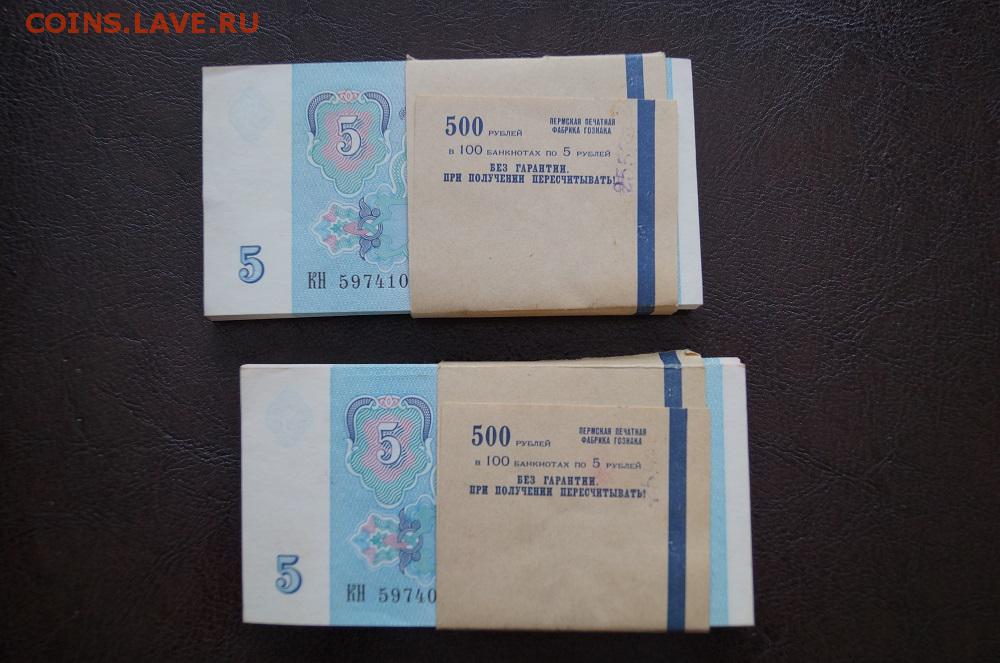 COINS.LAVE.RU
5
5
КН 597410
500 РУБЛЕЙ
ПЕРМСКАЯ ПЕЧАТНАЯ
ФАБРИКА ГОЗНАКА
В 100 БАНКНОТАХ ПО 5 РУБЛЕЙ
БЕЗ ГАРАНТИИ.
ПРИ ПОЛУЧЕНИИ ПЕРЕСЧИТЫВАТЬ!
5
5
КН 59740
500 РУБЛЕЙ
ПЕРМСКАЯ ПЕЧАТНАЯ
ФАБРИКА ГОЗНАКА
В 100 БАНКНОТАХ ПО 5 РУБЛЕЙ
БЕЗ ГАРАНТИИ.
ПРИ ПОЛУЧЕНИИ ПЕРЕСЧИТЫВАТЬ!